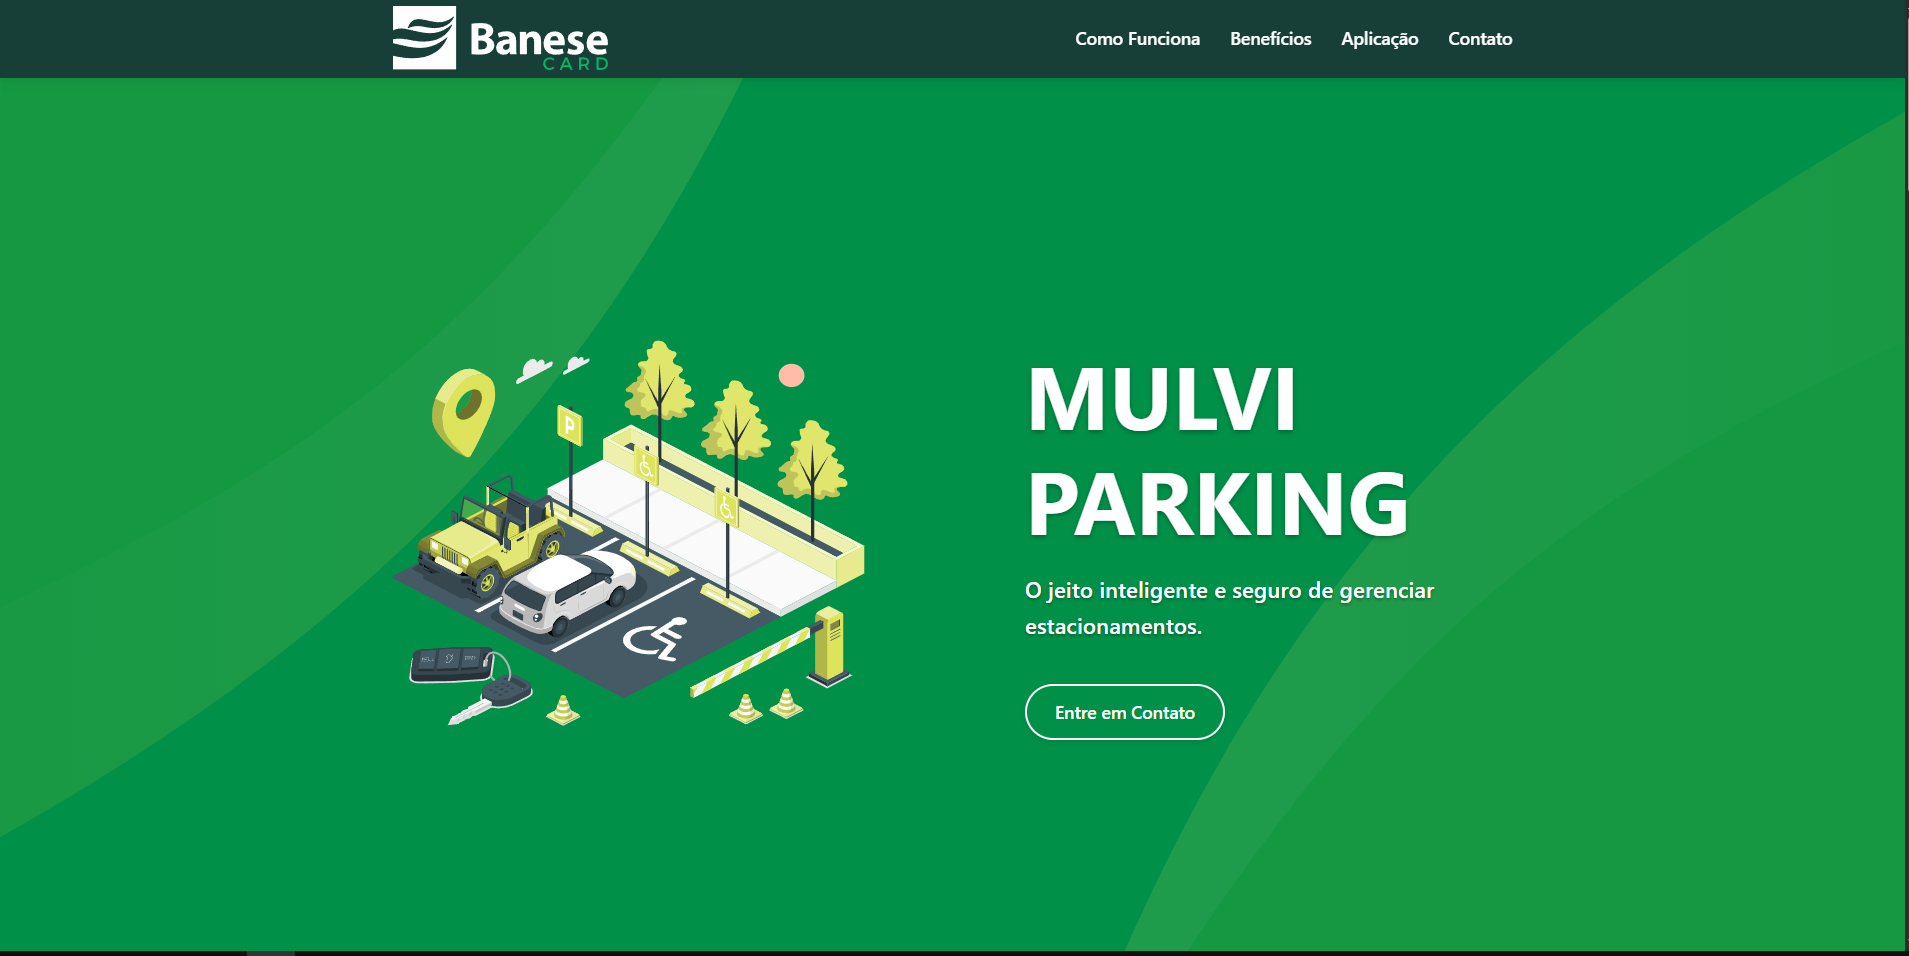 Banese
CARD
Como Funciona
Benefícios
Aplicação
Contato
P
MULVI
PARKING
O jeito inteligente e seguro de gerenciar
estacionamentos.
Entre em Contato